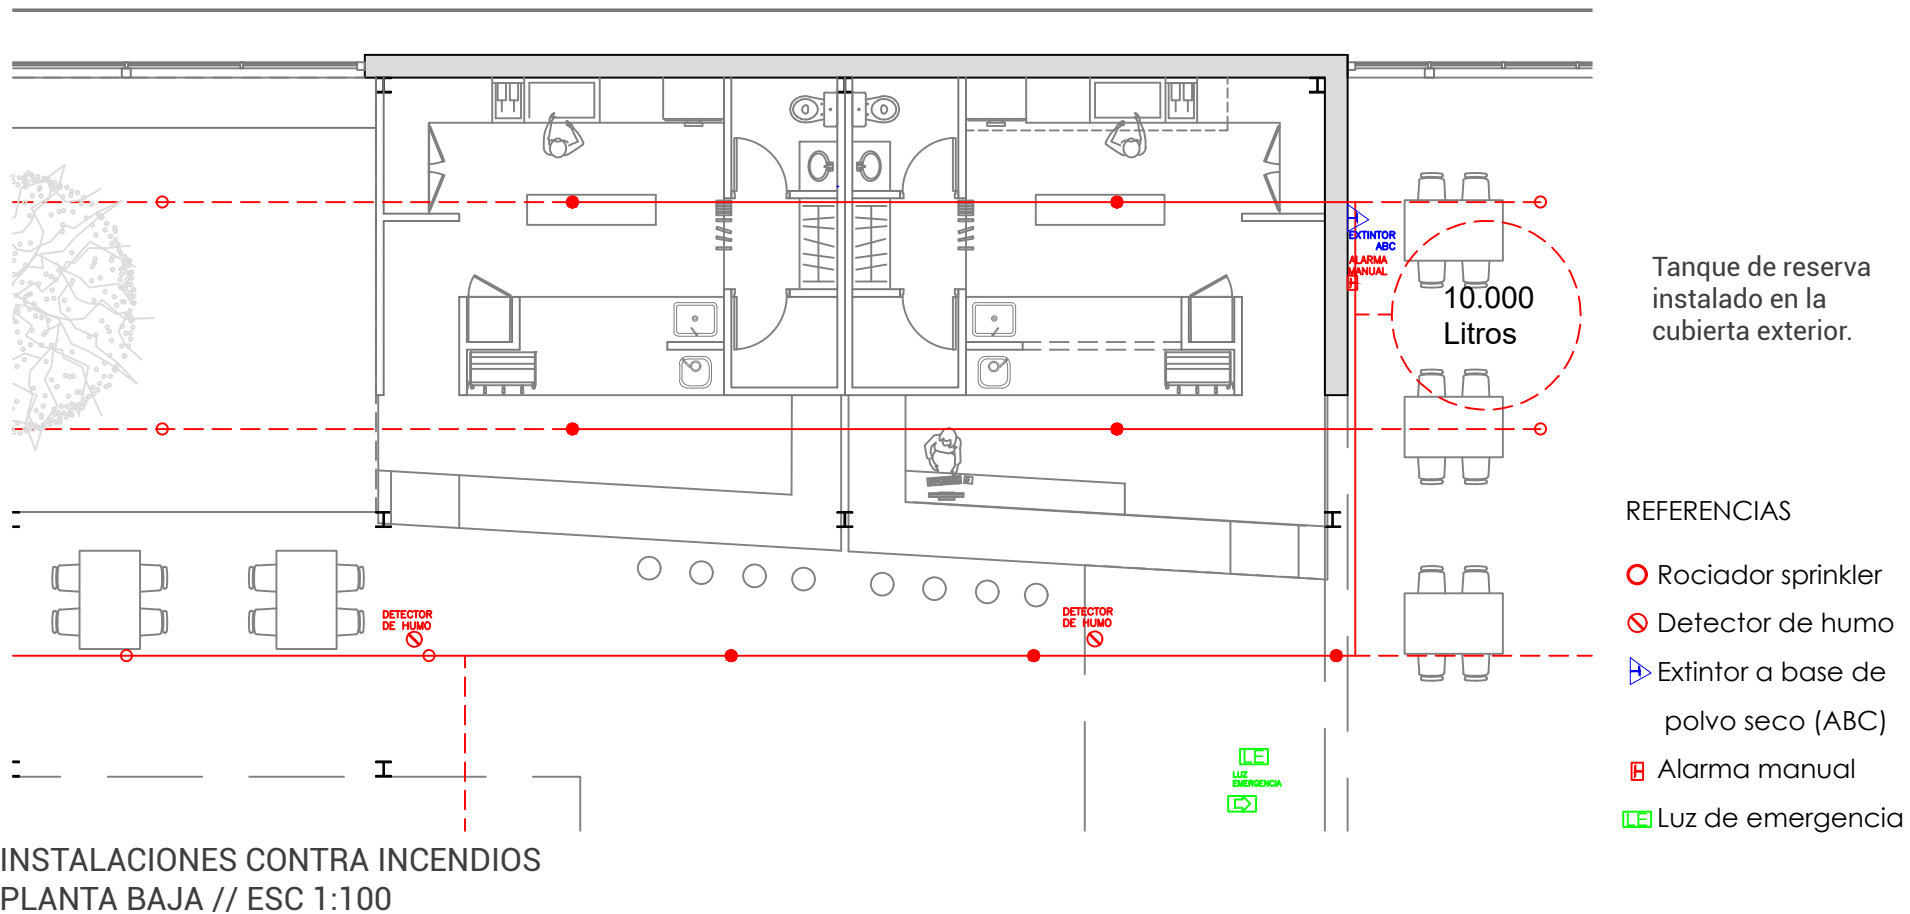 EXTINTOR
ABC
ALARMA
MANUAL
10.000
Litros
Tanque de reserva
instalado en la
cubierta exterior.
REFERENCIAS
Rociador sprinkler
Detector de humo
Extintor a base de
polvo seco (ABC)
Alarma manual
LE Luz de emergencia
DETECTOR
DE HUMO
DETECTOR
DE HUMO
LE
LUZ
EMERGENCIA
INSTALACIONES CONTRA INCENDIOS
PLANTA BAJA // ESC 1:100